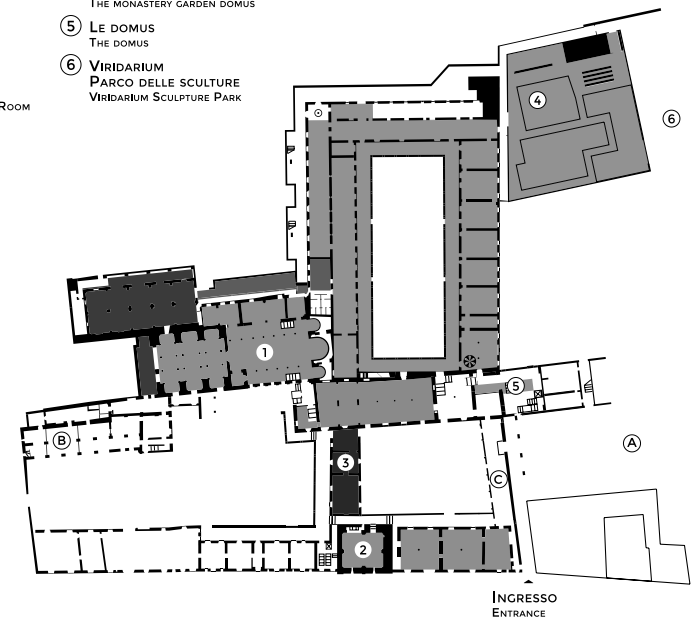 THE MONASTERY GARDEN DOMUS
5 LE DOMUS
THE DOMUS
6 VIRIDARIUM
PARCO DELLE SCULTURE
VIRIDARIUM SCULPTURE PARK
ROOM
4
6
1
5
B
A
3
C
2
INGRESSO
ENTRANCE